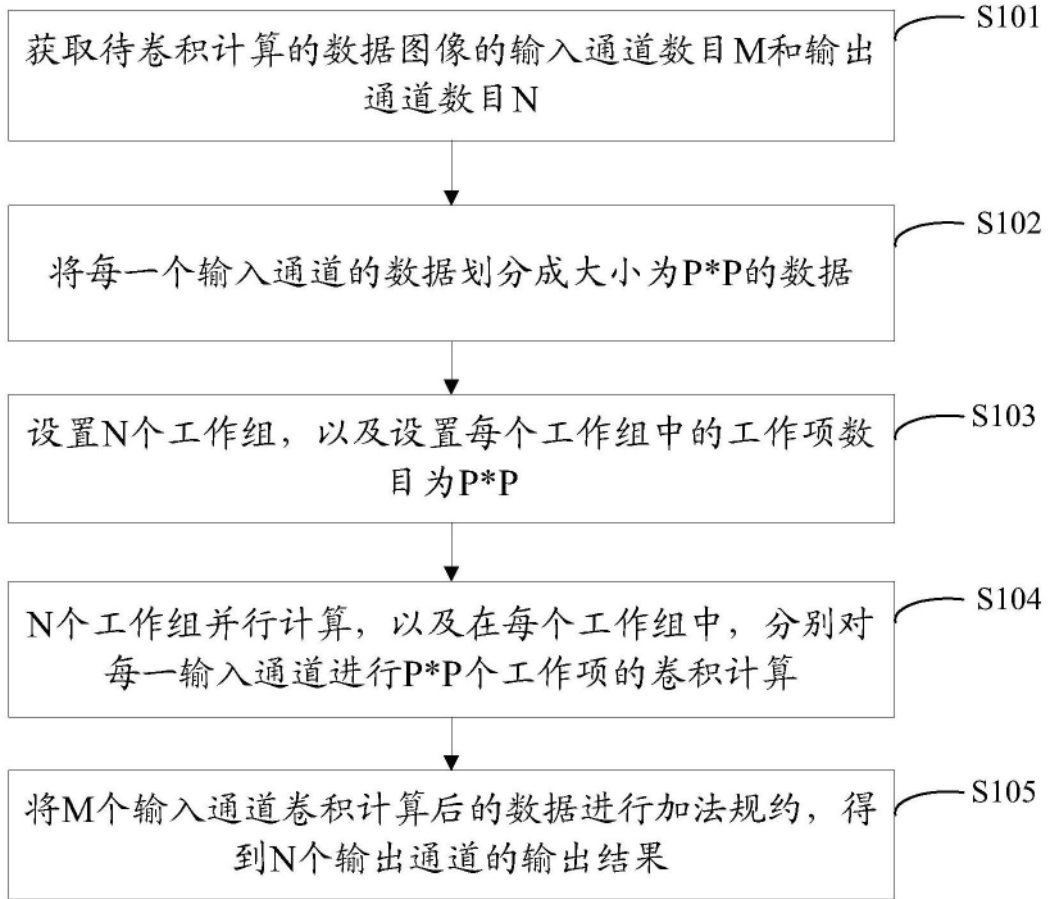 S101
获取待卷积计算的数据图像的输入通道数目M和输出
通道数目N
S102
将每一个输入通道的数据划分成大小为P*P的数据
S103
设置N个工作组，以及设置每个工作组中的工作项数
目为P*P
S104
N个工作组并行计算，以及在每个工作组中，分别对
每一输入通道进行P*P个工作项的卷积计算
S105
将M个输入通道卷积计算后的数据进行加法规约，得
到N个输出通道的输出结果